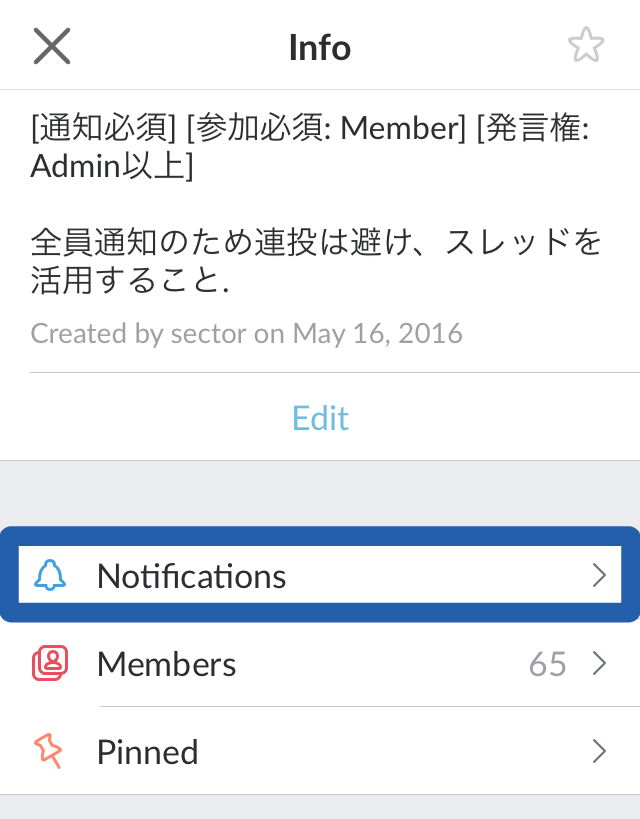 Info
[通知必須] [参加必須: Member] [発言権:
Admin以上]
全員通知のため連投は避け、スレッドを
活用すること.
Created by sector on May 16, 2016
Edit
Notifications
Members 65
Pinned